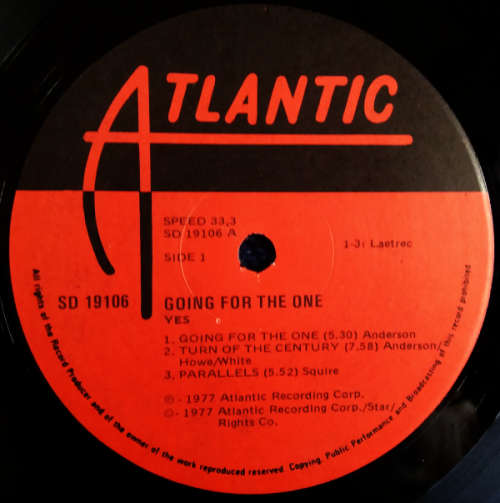 ATLANTIC
SPEED 33,3
SD 19106 A
SIDE 1
1-3: Laetrec
SD 19106
GOING FOR THE ONE
YES
1. GOING FOR THE ONE (5.30) Anderson
2. TURN OF THE CENTURY (7.58) Anderson/
Howe/White
3. PARALLELS (5.52) Squire
℗ - 1977 Atlantic Recording Corp.
© - 1977 Atlantic Recording Corp./Star/
Rights Co.
All rights of the Record Producer and of the owner of the work reproduced reserved. Copying, Public Performance and Broadcasting of this record prohibited